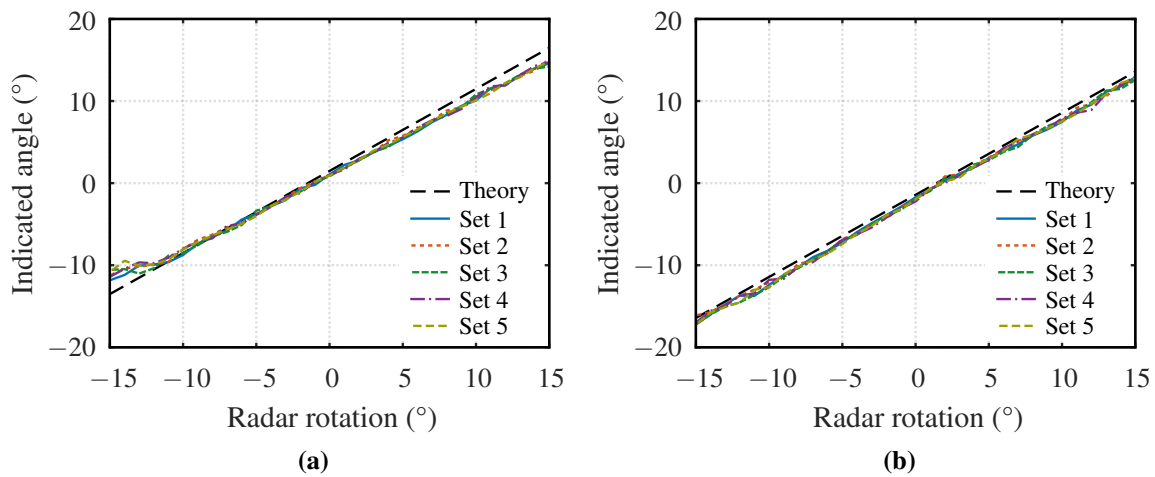 20
10
0
−10
−20
Indicated angle (°)
−15 −10 −5 0 5 10 15
Radar rotation (°)
Theory
Set 1
Set 2
Set 3
Set 4
Set 5
(a)
20
10
0
−10
−20
Indicated angle (°)
−15 −10 −5 0 5 10 15
Radar rotation (°)
Theory
Set 1
Set 2
Set 3
Set 4
Set 5
(b)